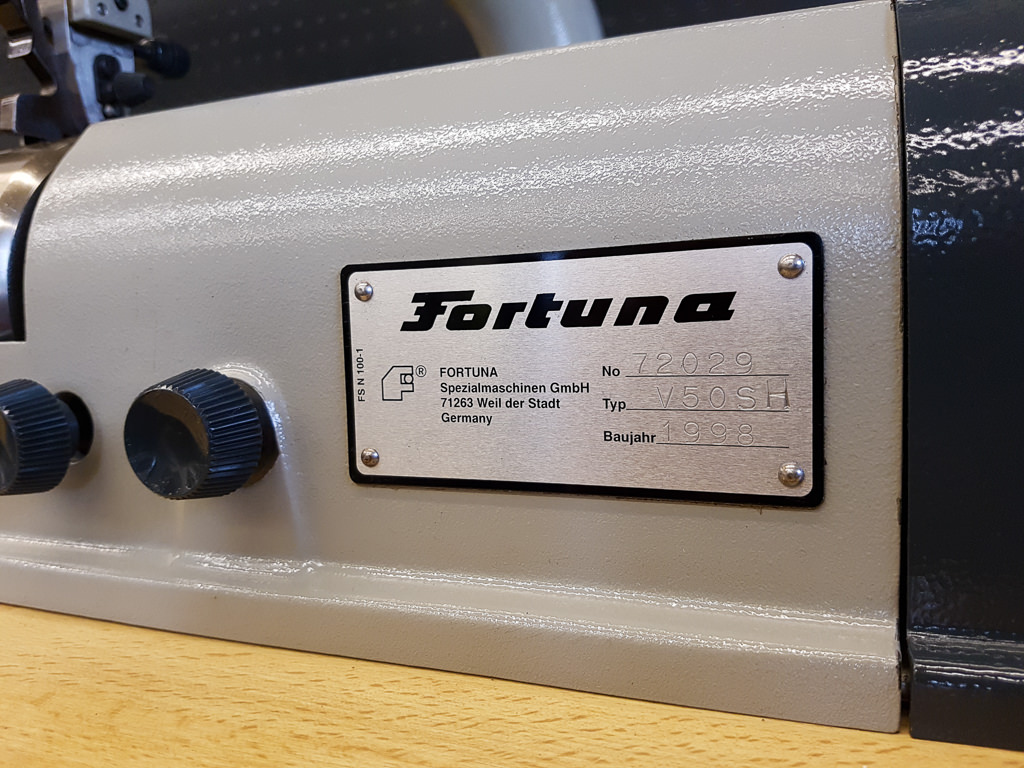 Fortuna
FS N 100-1
®
FORTUNA
Spezialmaschinen GmbH
71263 Weil der Stadt
Germany
No 72029
Typ V50SH
Baujahr 1998